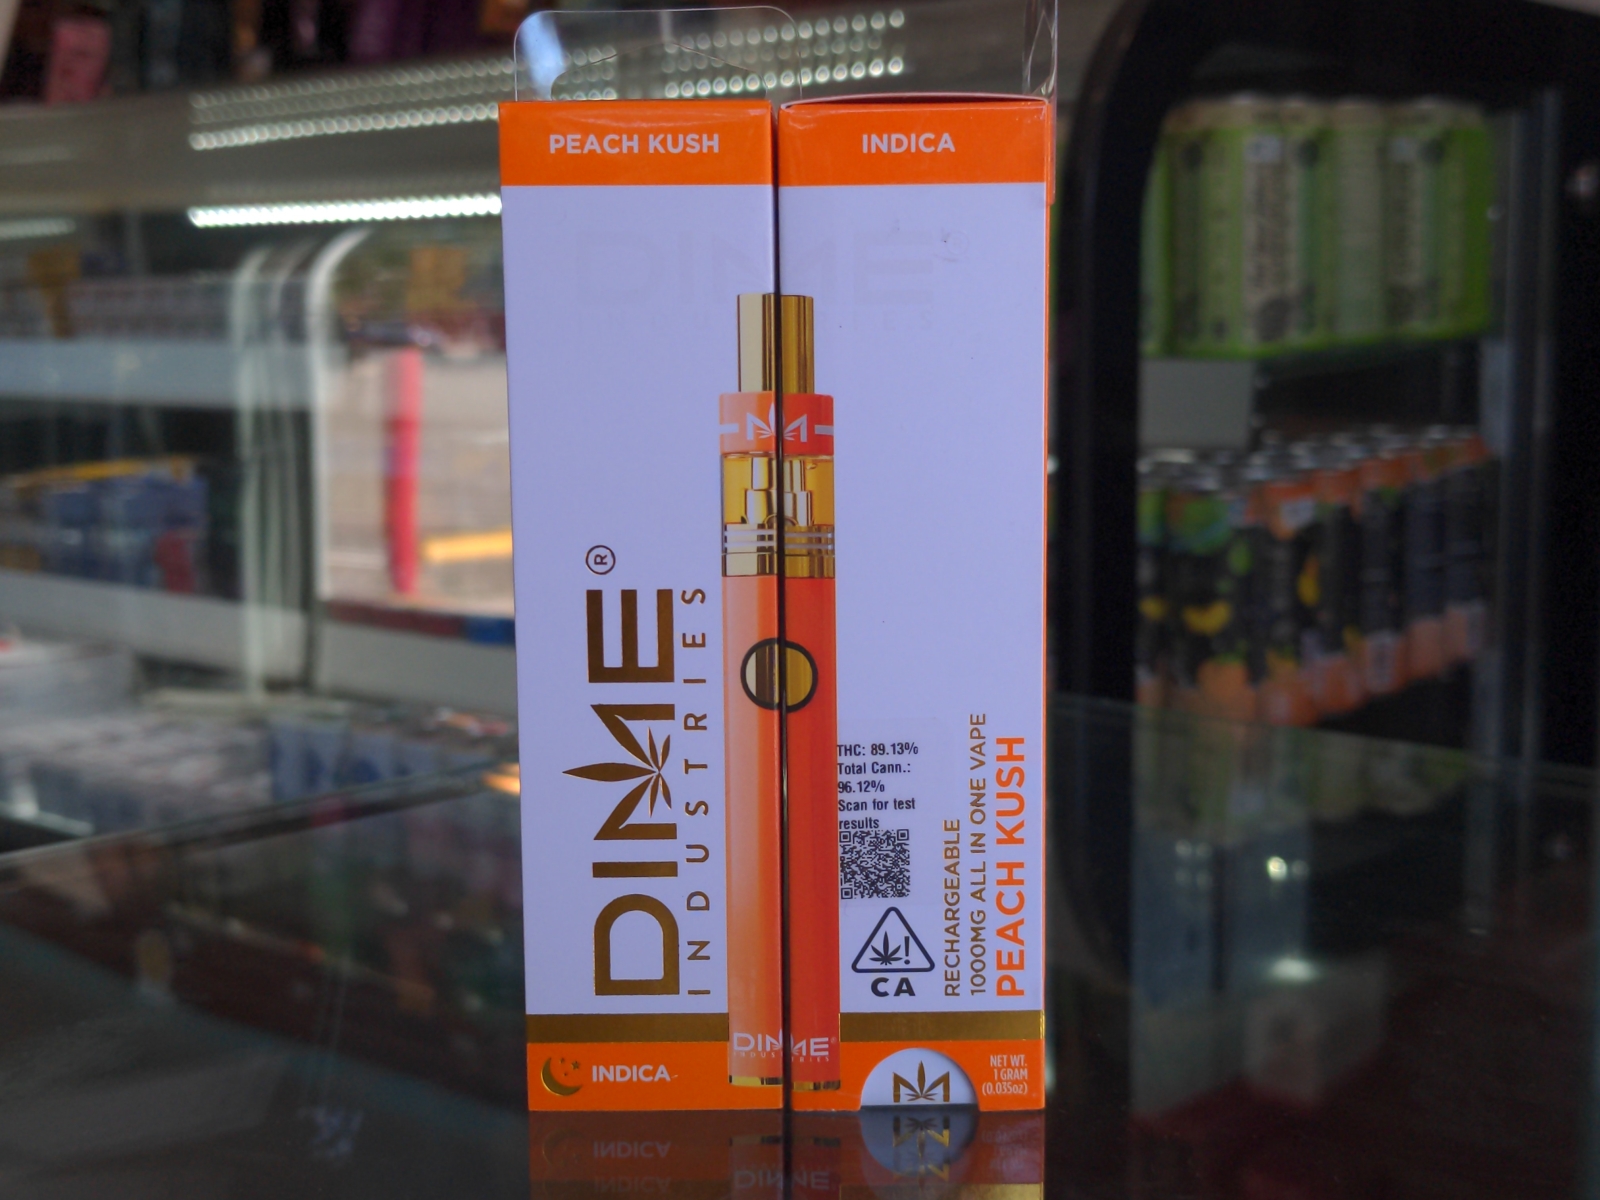 PEACH KUSH
INDICA
DIME®
INDUSTRIES
THC: 89.13%
Total Cann.:
96.12%
Scan for test
results
CA
RECHARGEABLE
1000MG ALL IN ONE VAPE
PEACH KUSH
DIME
INDUSTRIES
INDICA
NET WT.
1 GRAM
(0.035oz)